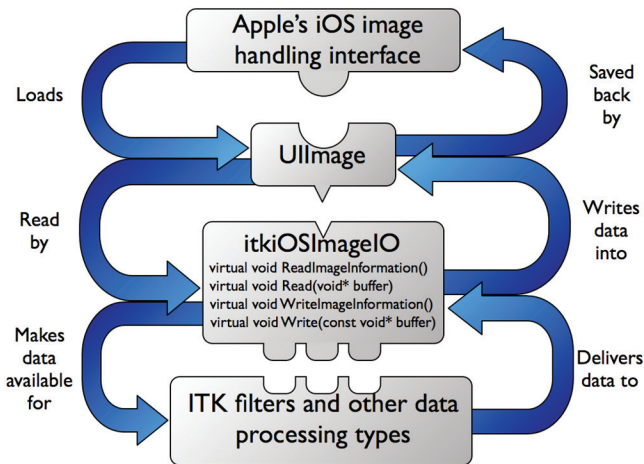 Apple's iOS image
handling interface
Loads
Saved
back
by
UIImage
Read
by
Writes
data
into
itkiOSImageIO
virtual void ReadImageInformation()
virtual void Read(void* buffer)
virtual void WriteImageInformation()
virtual void Write(const void* buffer)
Makes
data
available
for
Delivers
data to
ITK filters and other data
processing types